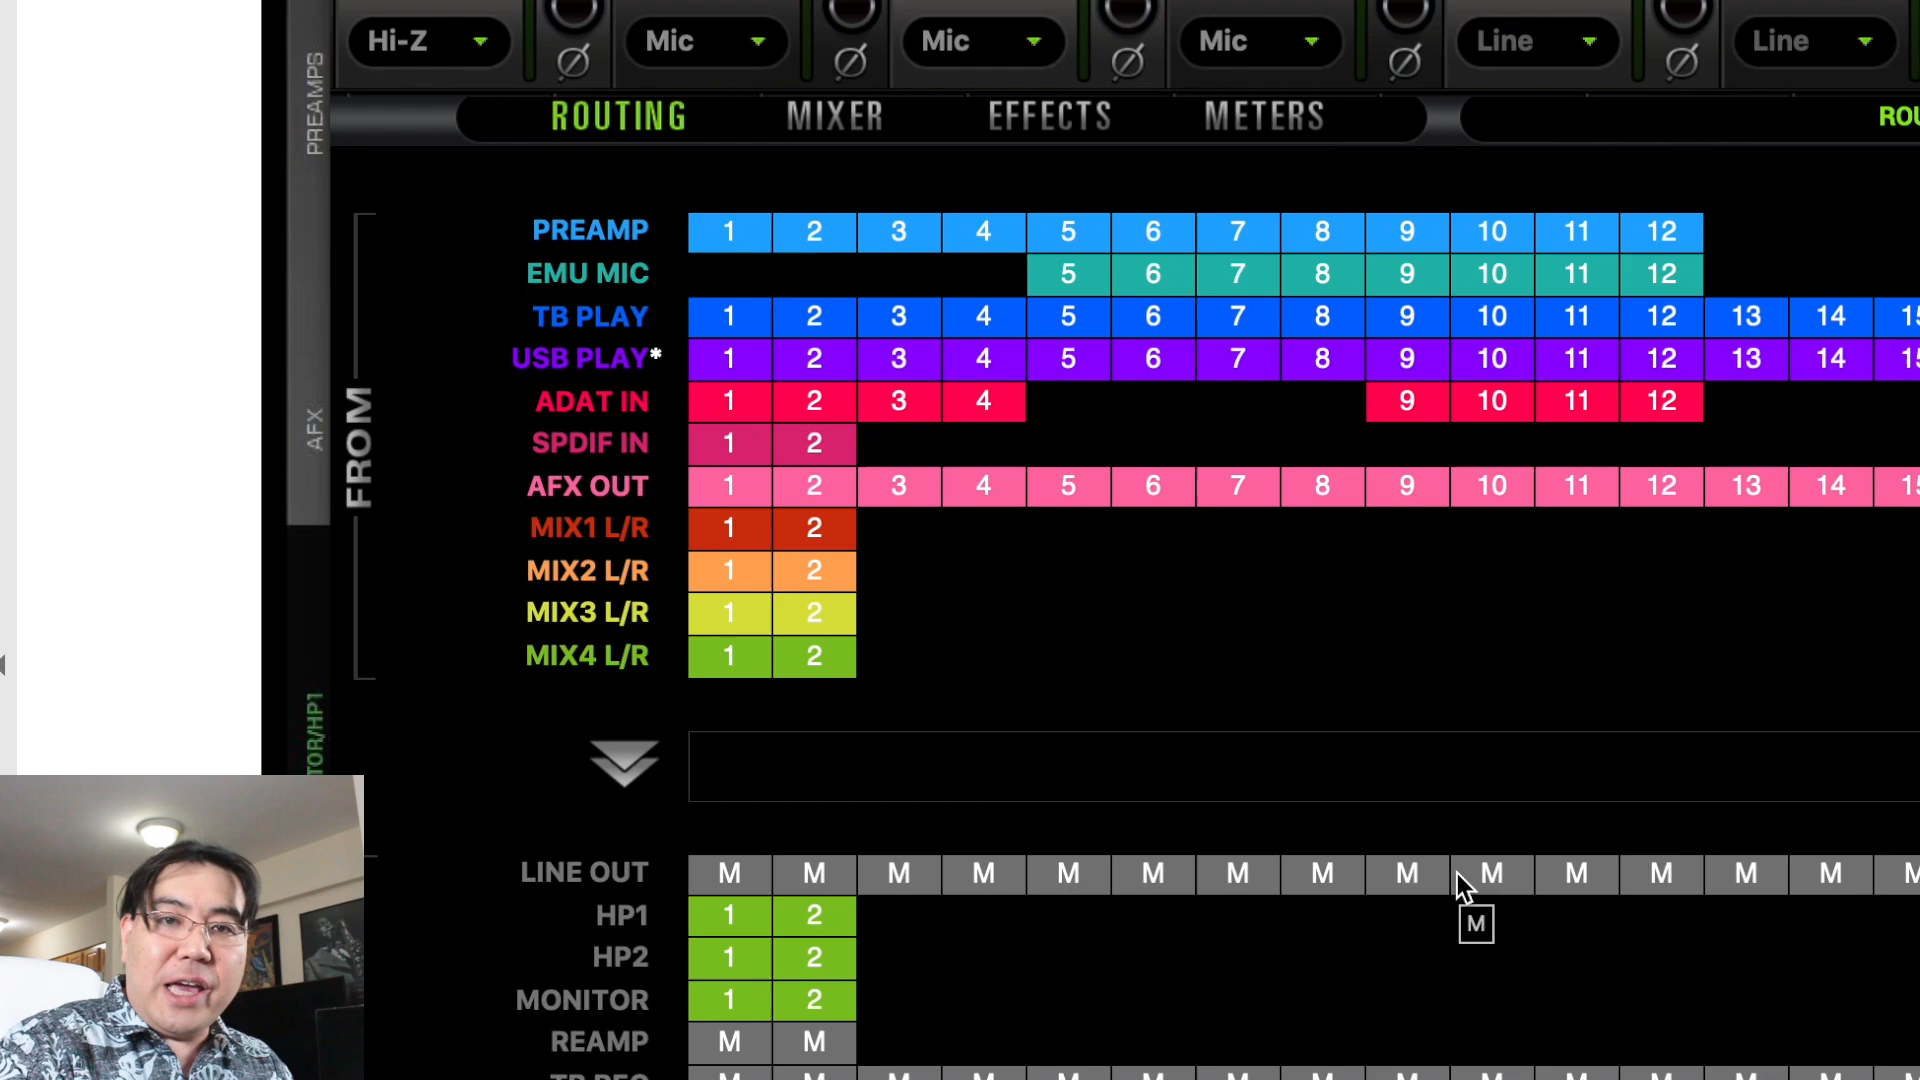 Hi-Z Mic Mic Mic Line Line
PREAMPS
ROUTING MIXER EFFECTS METERS
PREAMP 1 2 3 4 5 6 7 8 9 10 11 12
EMU MIC 5 6 7 8 9 10 11 12
TB PLAY 1 2 3 4 5 6 7 8 9 10 11 12 13 14
USB PLAY* 1 2 3 4 5 6 7 8 9 10 11 12 13 14
ADAT IN 1 2 3 4 9 10 11 12
AFX
FROM
SPDIF IN 1 2
AFX OUT 1 2 3 4 5 6 7 8 9 10 11 12 13 14
MIX1 L/R 1 2
MIX2 L/R 1 2
MIX3 L/R 1 2
MIX4 L/R 1 2
TOR/HP1
LINE OUT M M M M M M M M M M M M M M M
HP1 1 2
M
HP2 1 2
MONITOR 1 2
REAMP M M